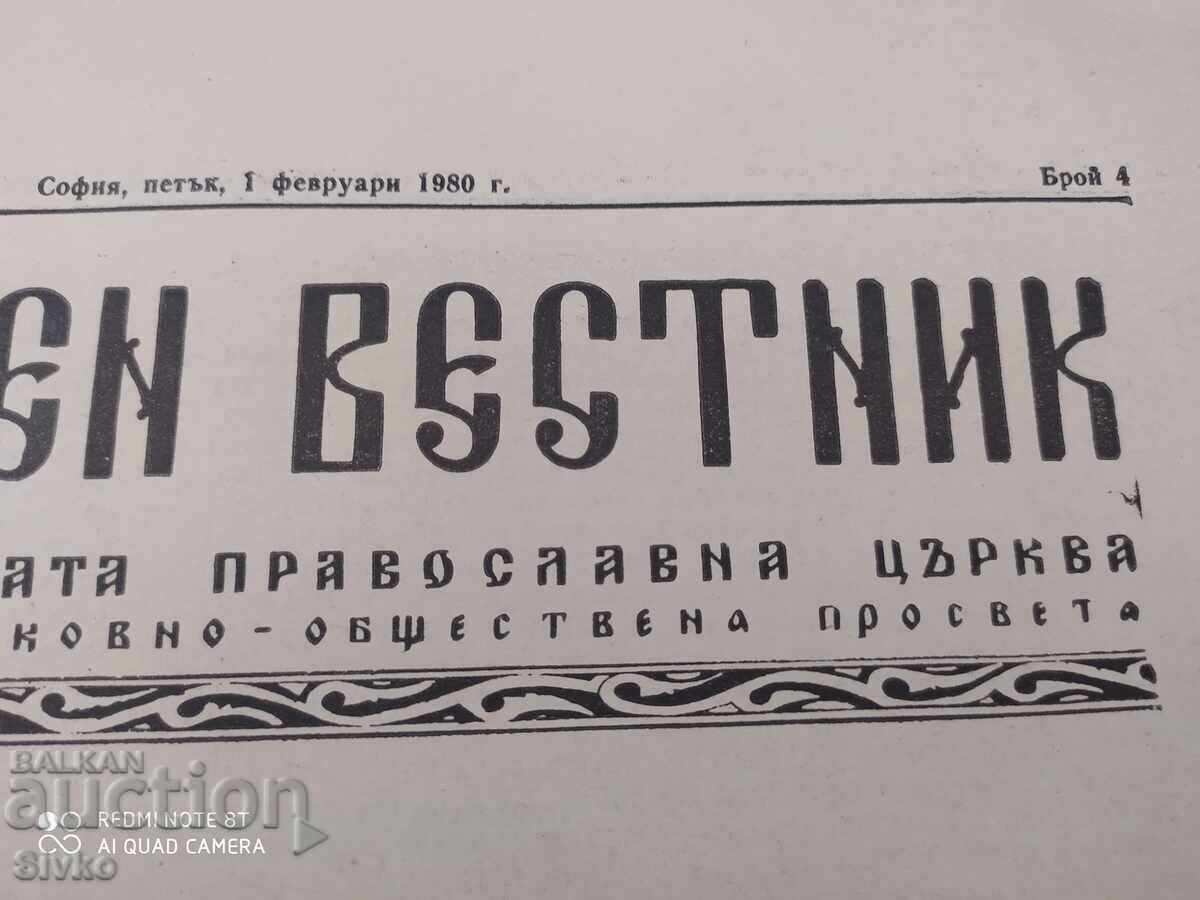 София, петък, 1 февруари 1980 г. Брой 4
ЕН ВЕСТНИК
АТА ПРАВОСЛАВНА ЦЪРКВА
КОВНО-ОБЩЕСТВЕНА ПРОСВЕТА
BALKAN
auction
REDMI NOTE 8T
AI QUAD CAMERA
Sivko